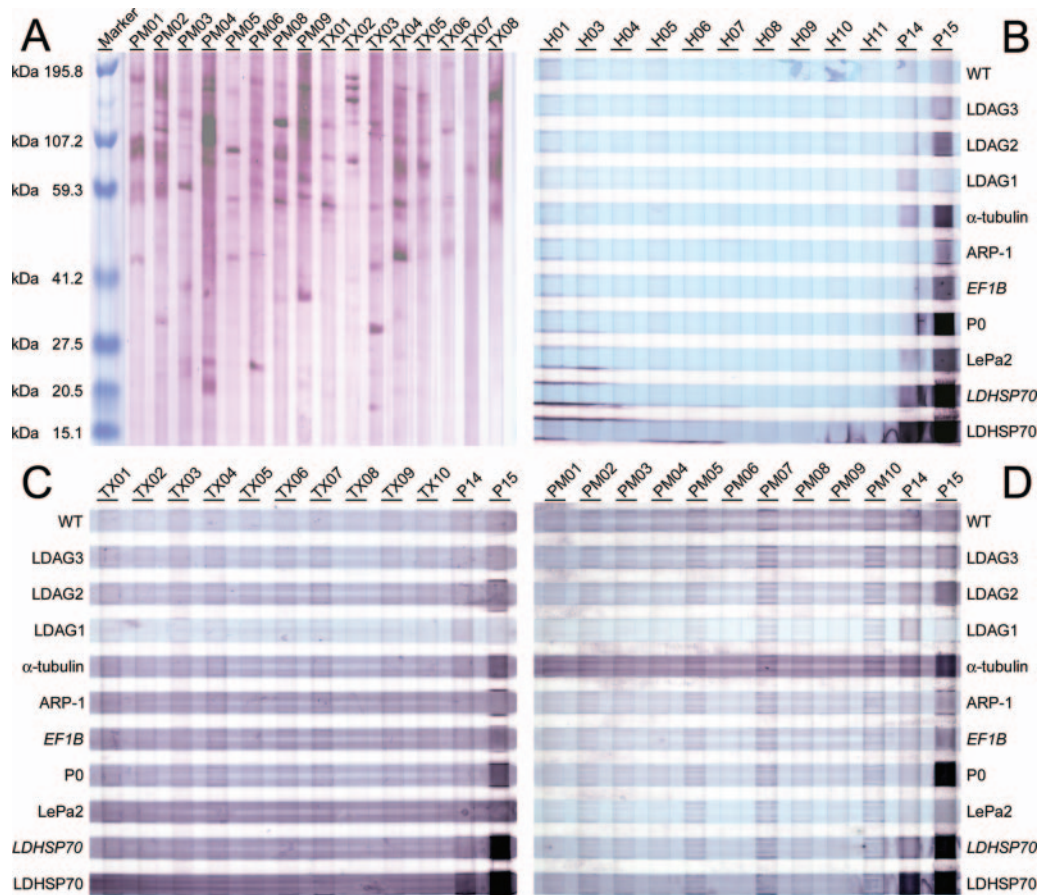 A
Marker PM01 PM02 PM03 PM04 PM05 PM06 PM08 PM09 TX01 TX02 TX03 TX04 TX05 TX06 TX07 TX08
kDa 195.8
kDa 107.2
kDa 59.3
kDa 41.2
kDa 27.5
kDa 20.5
kDa 15.1
B
H01 H03 H04 H05 H06 H07 H08 H09 H10 H11 P14 P15
WT
LDAG3
LDAG2
LDAG1
α-tubulin
ARP-1
EF1B
P0
LePa2
LDHSP70
LDHSP70
C
TX01 TX02 TX03 TX04 TX05 TX06 TX07 TX08 TX09 TX10 P14 P15
WT
LDAG3
LDAG2
LDAG1
α-tubulin
ARP-1
EF1B
P0
LePa2
LDHSP70
LDHSP70
D
PM01 PM02 PM03 PM04 PM05 PM06 PM07 PM08 PM09 PM10 P14 P15
WT
LDAG3
LDAG2
LDAG1
α-tubulin
ARP-1
EF1B
P0
LePa2
LDHSP70
LDHSP70